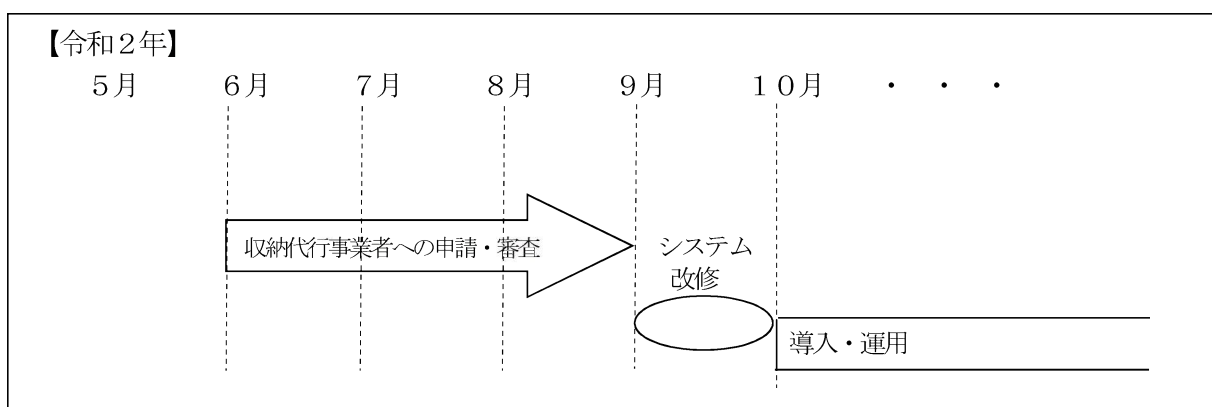 【令和２年】
５月 ６月 ７月 ８月 ９月 １０月 ・ ・ ・
収納代行事業者への申請・審査
システム
改修
導入・運用